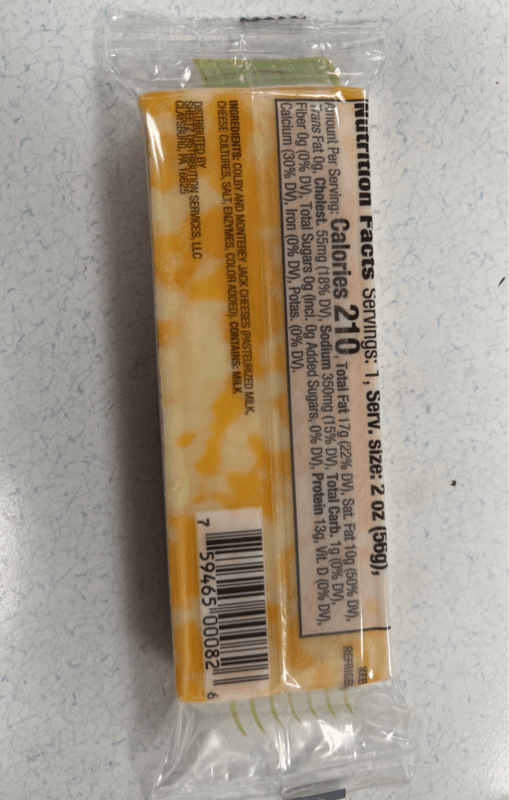 Nutrition Facts Servings: 1, Serv. size: 2 oz (56g),
Amount Per Serving: Calories 210, Total Fat 17g (22% DV), Sat. Fat 10g (50% DV),
Trans Fat 0g, Cholest. 55mg (18% DV), Sodium 350mg (15% DV), Total Carb. 1g (0% DV),
Fiber 0g (0% DV), Total Sugars 0g (Incl. 0g Added Sugars, 0% DV), Protein 13g, Vit. D (0% DV),
Calcium (30% DV), Iron (0% DV), Potas. (0% DV).
KEE
REFRIGE
INGREDIENTS: COLBY AND MONTEREY JACK CHEESES (PASTEURIZED MILK,
CHEESE CULTURES, SALT, ENZYMES, COLOR ADDED). CONTAINS: MILK
DISTRIBUTED BY
SHEETZ DISTRIBUTION SERVICES, LLC
CLAYSBURG, PA 16625
7 59465 00082 6